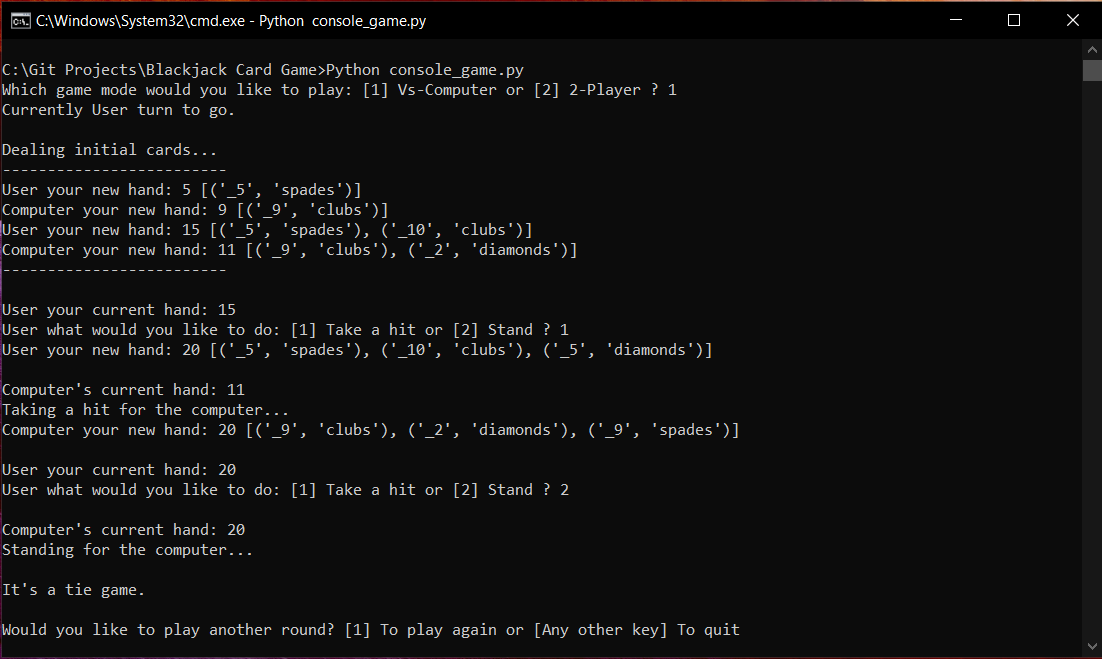 C:\Windows\System32\cmd.exe - Python  console_game.py
C:\Git Projects\Blackjack Card Game>Python console_game.py
Which game mode would you like to play: [1] Vs-Computer or [2] 2-Player ? 1
Currently User turn to go.
Dealing initial cards...
-------------------------
User your new hand: 5 [('_5', 'spades')]
Computer your new hand: 9 [('_9', 'clubs')]
User your new hand: 15 [('_5', 'spades'), ('_10', 'clubs')]
Computer your new hand: 11 [('_9', 'clubs'), ('_2', 'diamonds')]
-------------------------
User your current hand: 15
User what would you like to do: [1] Take a hit or [2] Stand ? 1
User your new hand: 20 [('_5', 'spades'), ('_10', 'clubs'), ('_5', 'diamonds')]
Computer's current hand: 11
Taking a hit for the computer...
Computer your new hand: 20 [('_9', 'clubs'), ('_2', 'diamonds'), ('_9', 'spades')]
User your current hand: 20
User what would you like to do: [1] Take a hit or [2] Stand ? 2
Computer's current hand: 20
Standing for the computer...
It's a tie game.
Would you like to play another round? [1] To play again or [Any other key] To quit